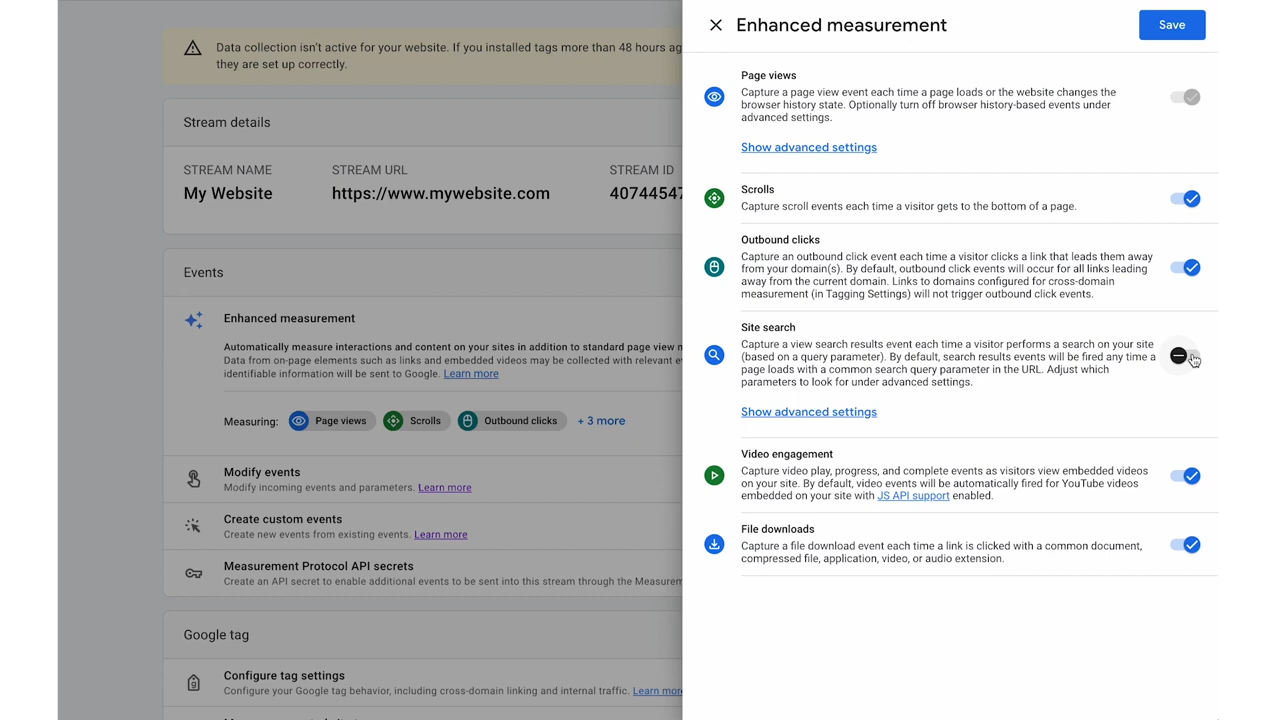 Data collection isn't active for your website. If you installed tags more than 48 hours ag
they are set up correctly.
Stream details
STREAM NAME
STREAM URL
STREAM ID
My Website
https://www.mywebsite.com
40744547
Events
Enhanced measurement
Automatically measure interactions and content on your sites in addition to standard page view m
Data from on-page elements such as links and embedded videos may be collected with relevant e
identifiable information will be sent to Google. Learn more
Measuring:
Page views
Scrolls
Outbound clicks
+ 3 more
Modify events
Modify incoming events and parameters. Learn more
Create custom events
Create new events from existing events. Learn more
Measurement Protocol API secrets
Create an API secret to enable additional events to be sent into this stream through the Measurem
Google tag
Configure tag settings
Configure your Google tag behavior, including cross-domain linking and internal traffic. Learn more
Enhanced measurement
Save
Page views
Capture a page view event each time a page loads or the website changes the
browser history state. Optionally turn off browser history-based events under
advanced settings.
Show advanced settings
Scrolls
Capture scroll events each time a visitor gets to the bottom of a page.
Outbound clicks
Capture an outbound click event each time a visitor clicks a link that leads them away
from your domain(s). By default, outbound click events will occur for all links leading
away from the current domain. Links to domains configured for cross-domain
measurement (in Tagging Settings) will not trigger outbound click events.
Site search
Capture a view search results event each time a visitor performs a search on your site
(based on a query parameter). By default, search results events will be fired any time a
page loads with a common search query parameter in the URL. Adjust which
parameters to look for under advanced settings.
Show advanced settings
Video engagement
Capture video play, progress, and complete events as visitors view embedded videos
on your site. By default, video events will be automatically fired for YouTube videos
embedded on your site with JS API support enabled.
File downloads
Capture a file download event each time a link is clicked with a common document,
compressed file, application, video, or audio extension.